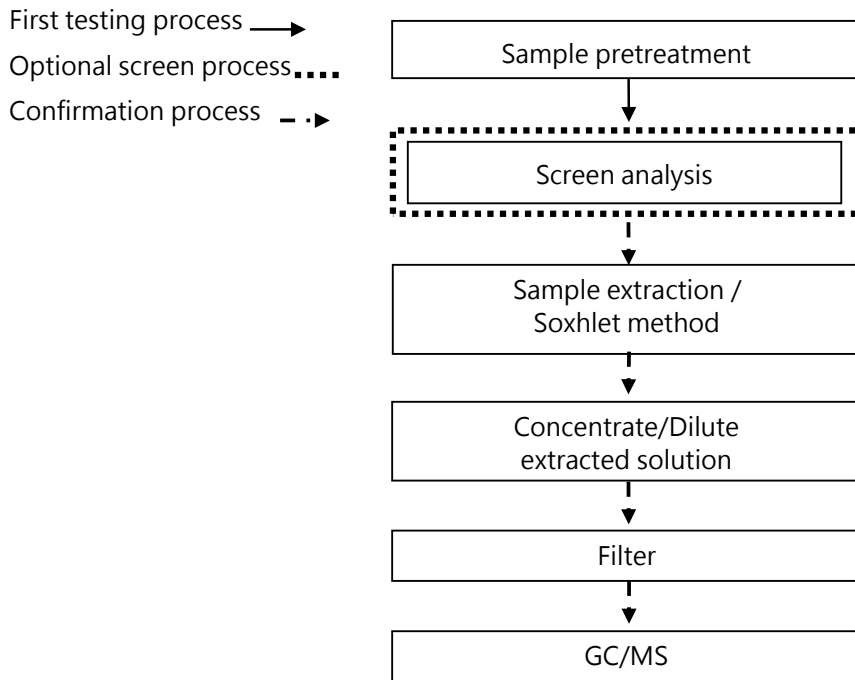 First testing process
Optional screen process
Confirmation process
Sample pretreatment
Screen analysis
Sample extraction /
Soxhlet method
Concentrate/Dilute
extracted solution
Filter
GC/MS